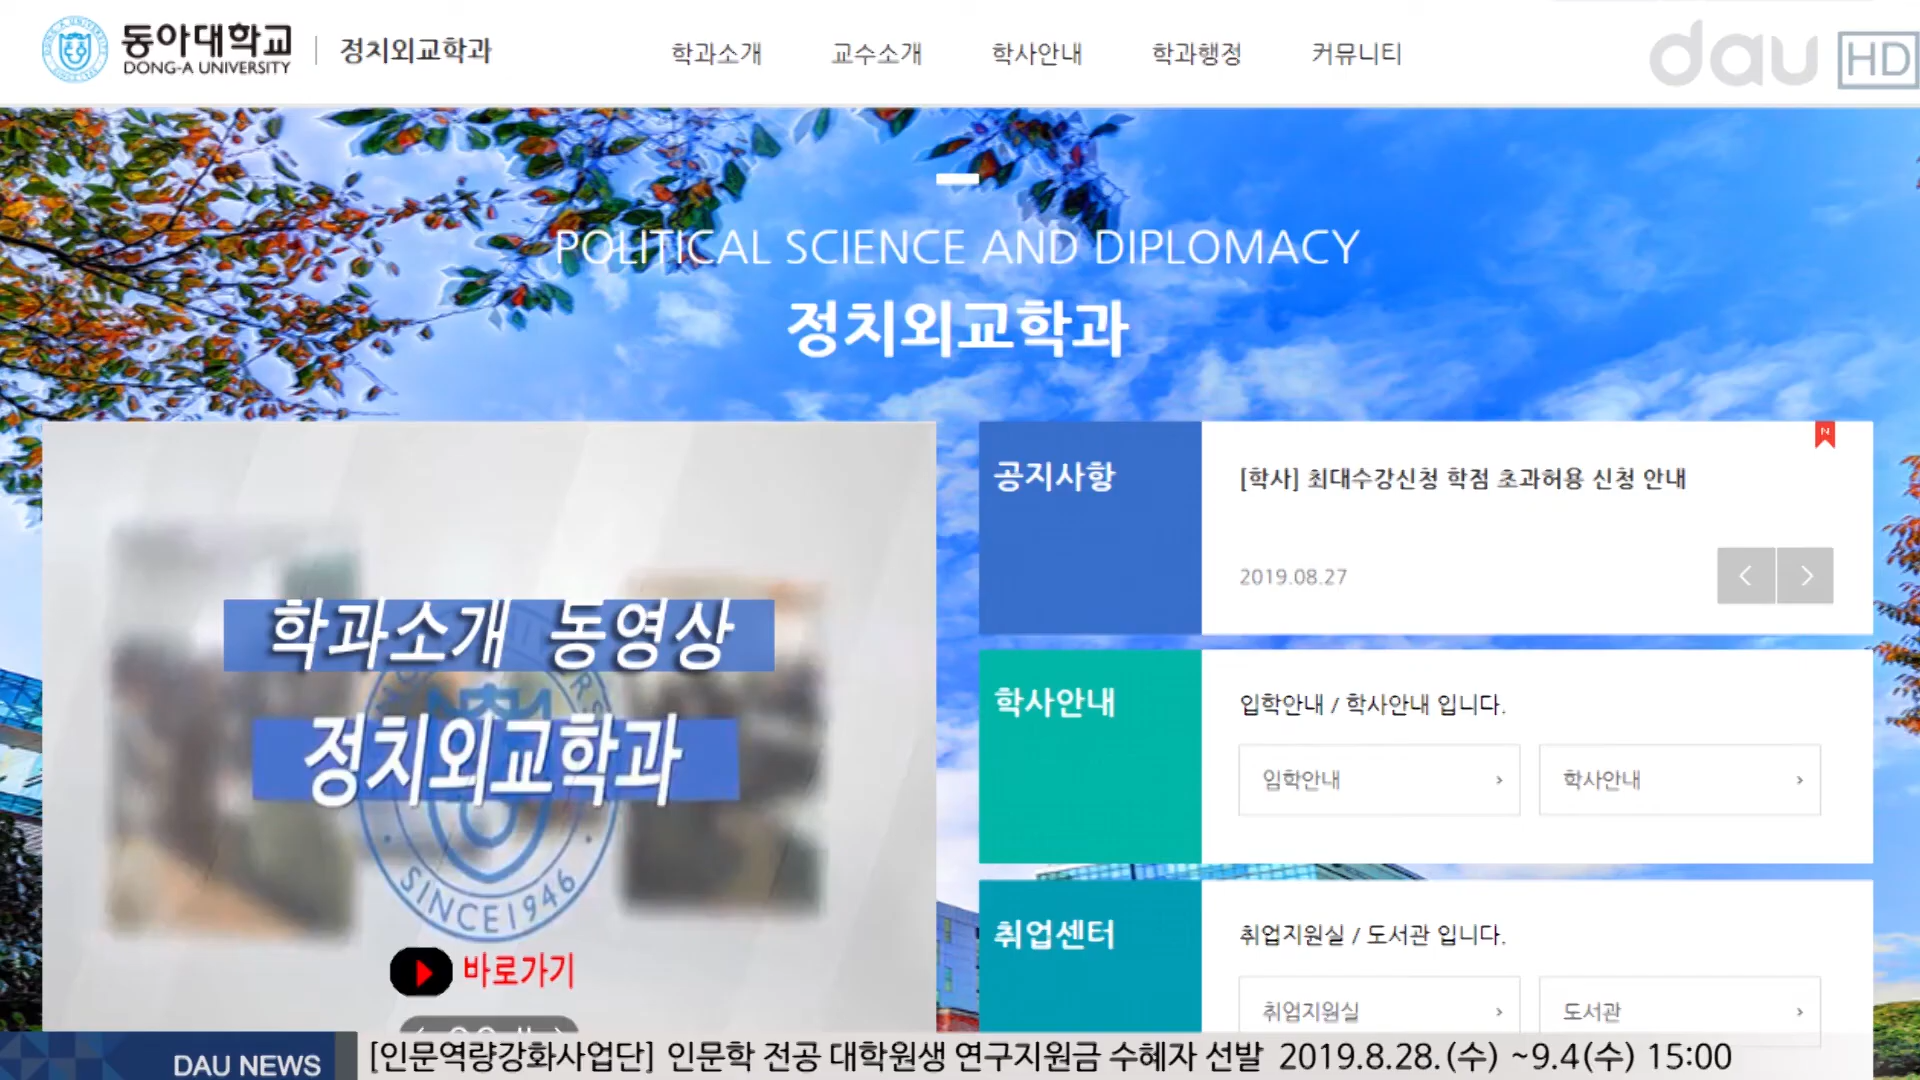 동아대학교
DONG-A UNIVERSITY
정치외교학과
학과소개
교수소개
학사안내
학과행정
커뮤니티
dau
HD
POLITICAL SCIENCE AND DIPLOMACY
정치외교학과
학과소개 동영상
정치외교학과
SINCE 1946
바로가기
공지사항
N
[학사] 최대수강신청 학점 초과허용 신청 안내
2019.08.27
학사안내
입학안내 / 학사안내 입니다.
입학안내
학사안내
취업센터
취업지원실 / 도서관 입니다.
취업지원실
도서관
DAU NEWS
[인문역량강화사업단] 인문학 전공 대학원생 연구지원금 수혜자 선발 2019.8.28.(수) ~9.4(수) 15:00